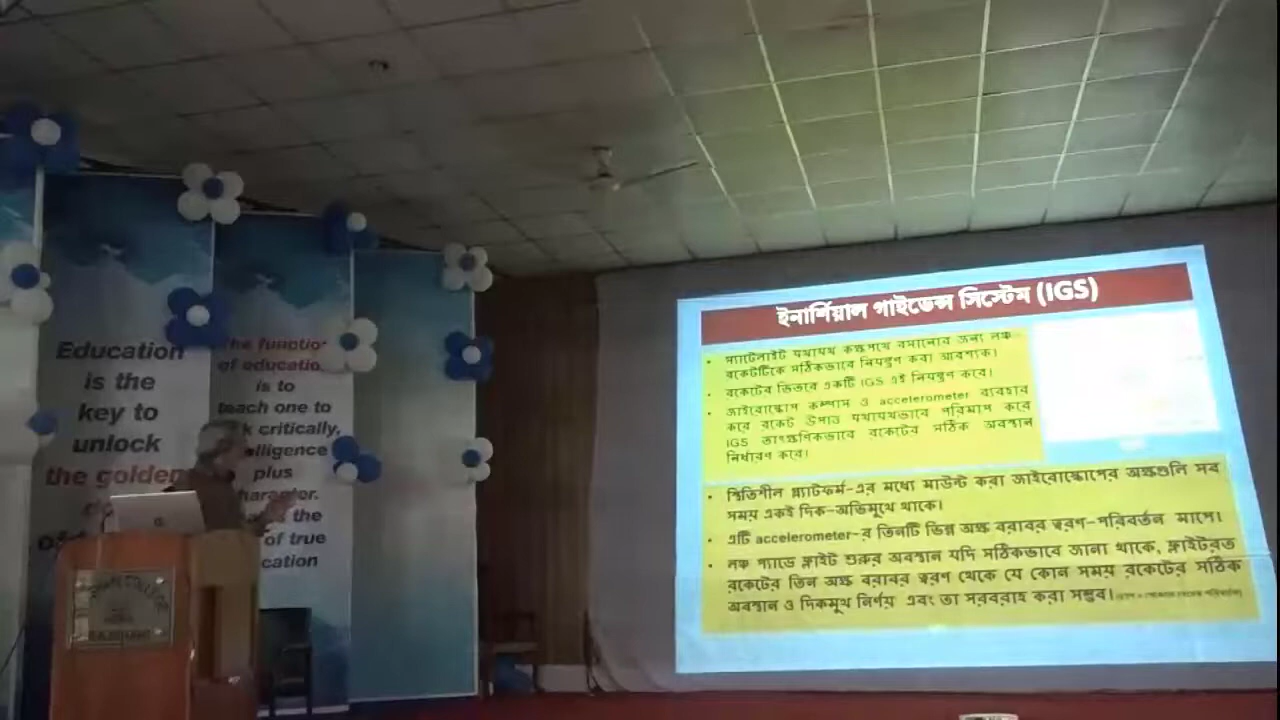 Education
is the
key to
unlock
the golden
The function
of education
is to
teach one to
critically,
plus
the
of true
ইনার্শিয়াল গাইডেন্স সিস্টেম (IGS)
• স্যাটেলাইট যথাযথ কক্ষপথে বসানোর জন্য লঞ্চ
রকেটটিকে সঠিকভাবে নিয়ন্ত্রণ করা আবশ্যক।
• রকেটের ভিতরে একটি IGS এই নিয়ন্ত্রণ করে।
• জাইরোস্কোপ কম্পাস ও accelerometer ব্যবহার
করে রকেট উপাত্ত যথাযথভাবে পরিমাপ করে
IGS তাৎক্ষণিকভাবে রকেটের সঠিক অবস্থান
নির্ধারণ করে।
• স্থিতিশীল প্ল্যাটফর্ম-এর মধ্যে মাউন্ট করা জাইরোস্কোপের অক্ষগুলি সব
সময় একই দিক-অভিমুখে থাকে।
• এটি accelerometer-র তিনটি ভিন্ন অক্ষ বরাবর ত্বরণ-পরিবর্তন মাপে।
• লঞ্চ প্যাডে ফ্লাইট শুরুর অবস্থান যদি সঠিকভাবে জানা থাকে, ফ্লাইটরত
রকেটের তিন অক্ষ বরাবর ত্বরণ থেকে যে কোন সময় রকেটের সঠিক
অবস্থান ও দিকমুখ নির্ণয় এবং তা সরবরাহ করা সম্ভব।
COLLEGE